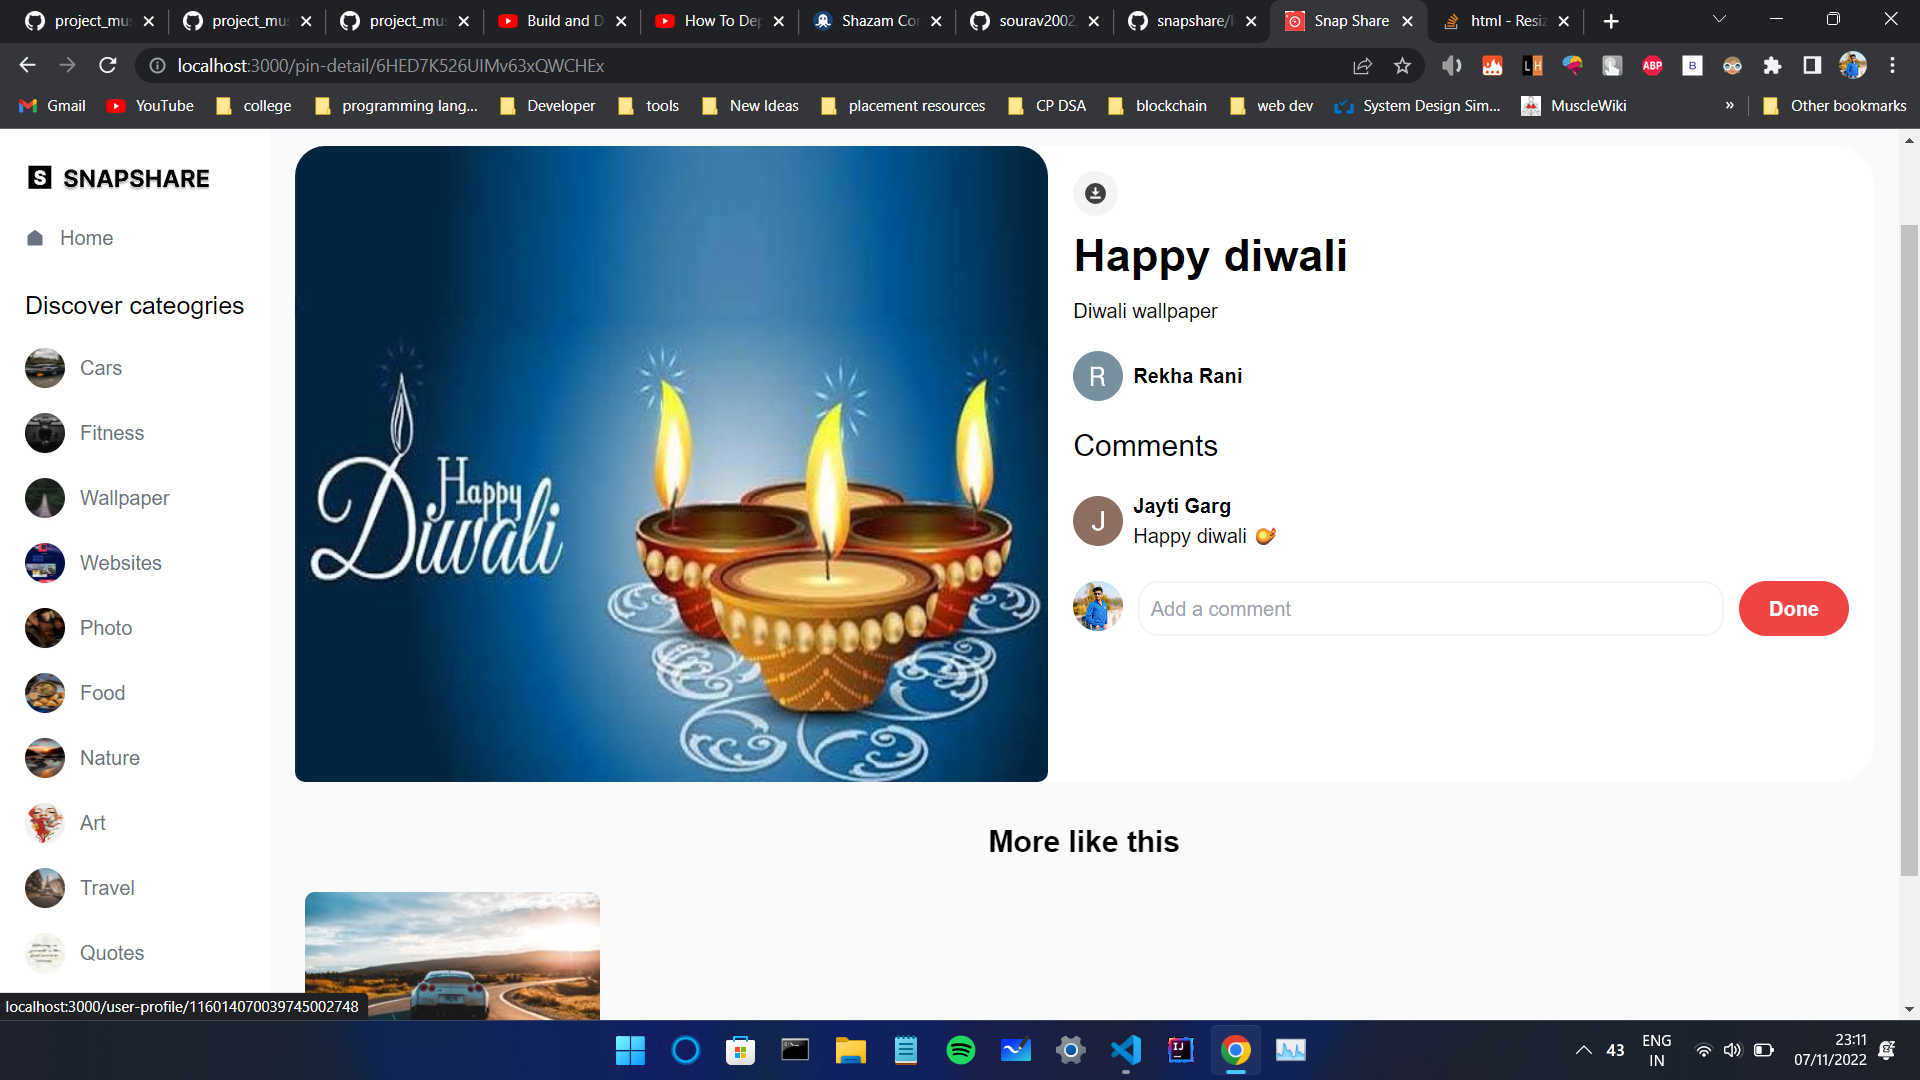 project_mus
project_mus
project_mus
Build and D
How To Dep
Shazam Co
sourav2002
snapshare/
Snap Share
html - Resiz
localhost:3000/pin-detail/6HED7K526UIMv63xQWCHEx
Gmail
YouTube
college
programming lang...
Developer
tools
New Ideas
placement resources
CP DSA
blockchain
web dev
System Design Sim...
MuscleWiki
»
Other bookmarks
S SNAPSHARE
Home
Discover cateogries
Cars
Fitness
Wallpaper
Websites
Photo
Food
Nature
Art
Travel
Quotes
Happy
Diwali
Happy diwali
Diwali wallpaper
R
Rekha Rani
Comments
J
Jayti Garg
Happy diwali 🪔
Add a comment
Done
More like this
localhost:3000/user-profile/116014070039745002748
43
ENG
IN
23:11
07/11/2022